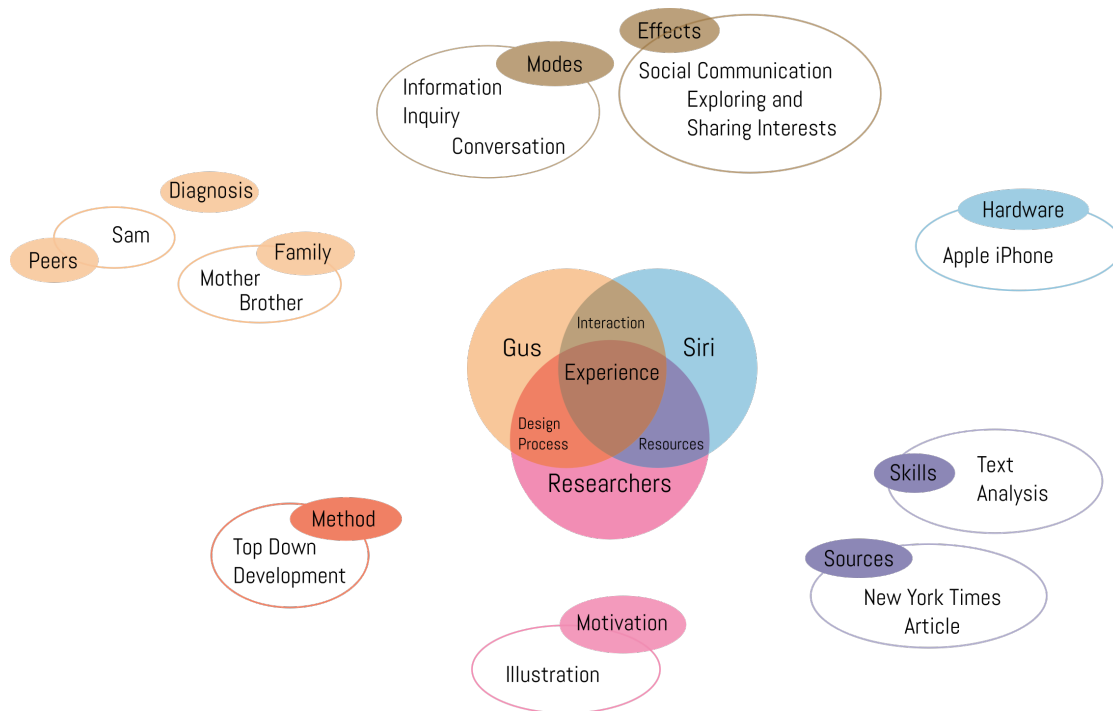 Effects
Modes
Social Communication
Exploring and
Sharing Interests
Information
Inquiry
Conversation
Diagnosis
Sam
Peers
Family
Mother
Brother
Hardware
Apple iPhone
Interaction
Gus
Siri
Experience
Design
Process
Resources
Researchers
Skills
Text
Analysis
Method
Top Down
Development
Sources
New York Times
Article
Motivation
Illustration